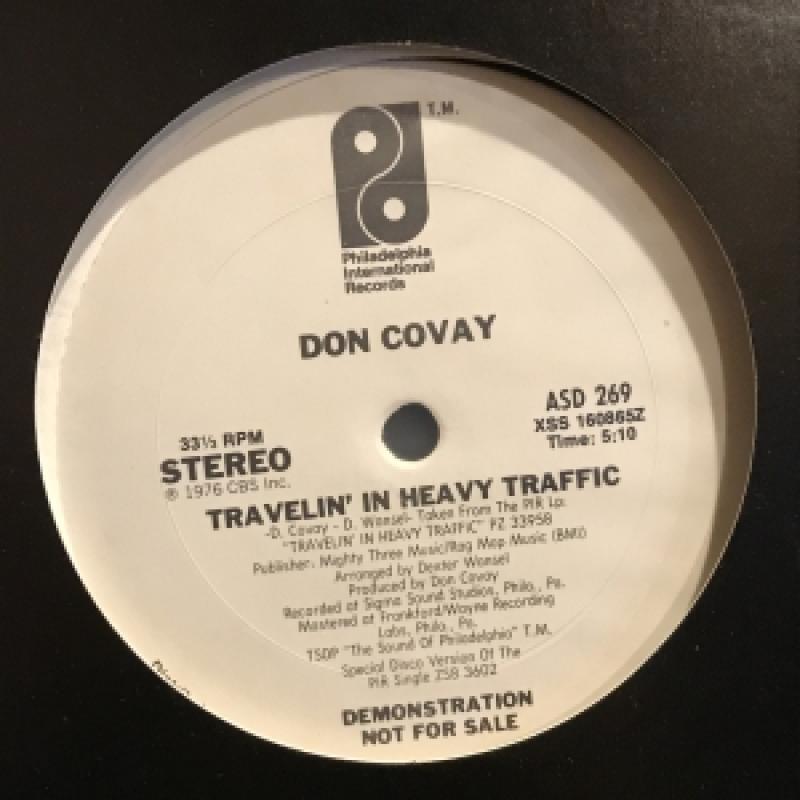 T.M.
Philadelphia
International
Records
DON COVAY
33⅓ RPM
STEREO
℗ 1976 CBS Inc.
ASD 269
XSS 160865Z
Time: 5:10
TRAVELIN' IN HEAVY TRAFFIC
-D. Covay - D. Wansel- Taken From The PIR Lp:
"TRAVELIN' IN HEAVY TRAFFIC" PZ 33958
Publisher: Mighty Three Music/Rag Mop Music (BMI)
Arranged by Dexter Wansel
Produced by Don Covay
Recorded at Sigma Sound Studios, Phila., Pa.
Mastered at Frankford/Wayne Recording
Labs, Phila., Pa.
TSOP "The Sound Of Philadelphia" T.M.
Special Disco Version Of The
PIR Single ZS8 3602
DEMONSTRATION
NOT FOR SALE